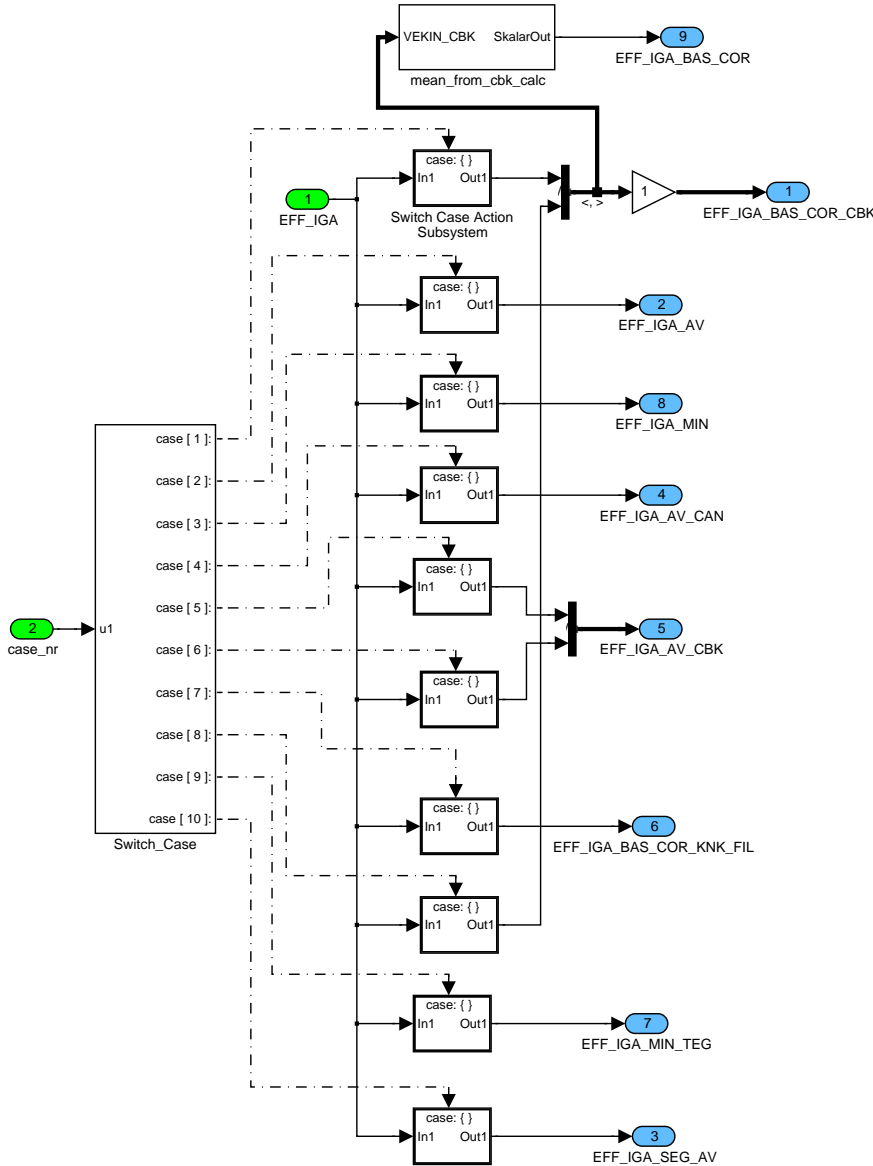 VEKIN_CBK SkalarOut
mean_from_cbk_calc
9
EFF_IGA_BAS_COR
case: { }
In1 Out1
Switch Case Action
Subsystem
1
EFF_IGA
<, >
1
1
EFF_IGA_BAS_COR_CBK
case: { }
In1 Out1
2
EFF_IGA_AV
case: { }
In1 Out1
8
EFF_IGA_MIN
case: { }
In1 Out1
4
EFF_IGA_AV_CAN
case: { }
In1 Out1
5
EFF_IGA_AV_CBK
case: { }
In1 Out1
case: { }
In1 Out1
6
EFF_IGA_BAS_COR_KNK_FIL
case: { }
In1 Out1
case: { }
In1 Out1
7
EFF_IGA_MIN_TEG
case: { }
In1 Out1
3
EFF_IGA_SEG_AV
2
case_nr
u1
case [ 1 ]:
case [ 2 ]:
case [ 3 ]:
case [ 4 ]:
case [ 5 ]:
case [ 6 ]:
case [ 7 ]:
case [ 8 ]:
case [ 9 ]:
case [ 10 ]:
Switch_Case